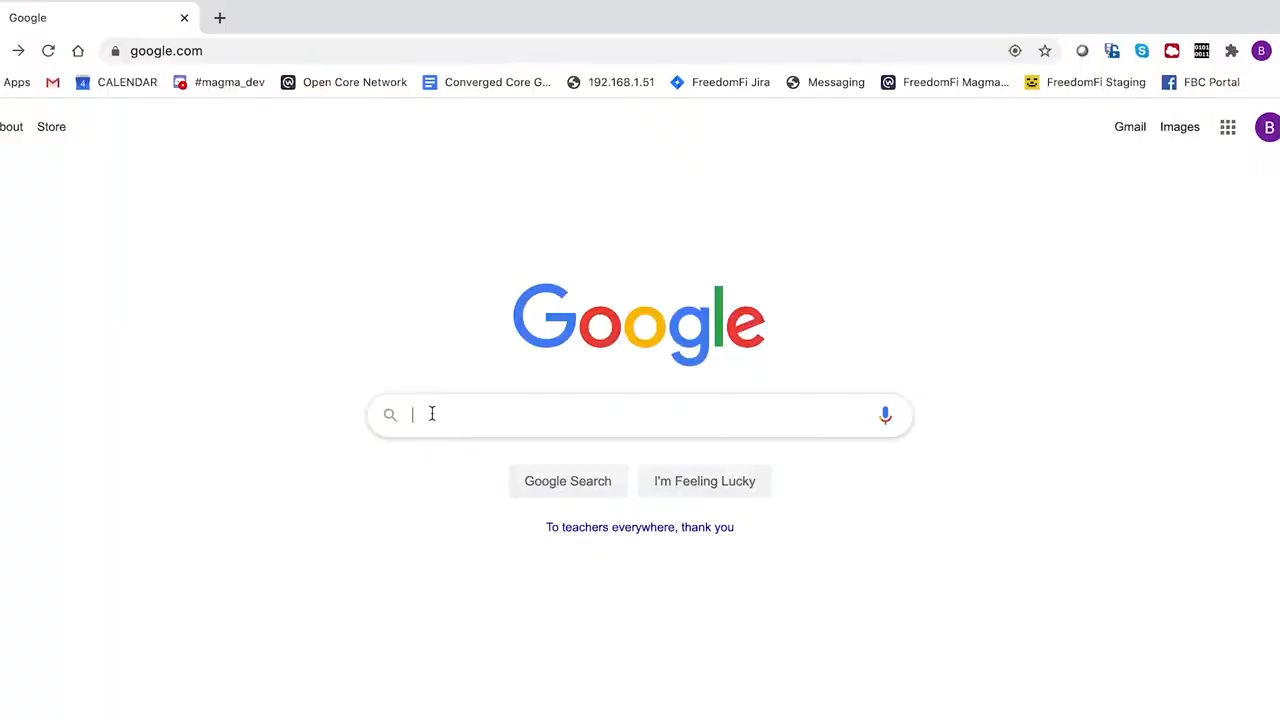 Google
google.com
B
Apps CALENDAR #magma_dev Open Core Network Converged Core G... 192.168.1.51 FreedomFi Jira Messaging FreedomFi Magma... FreedomFi Staging FBC Portal
bout Store Gmail Images B
Google
Google Search I'm Feeling Lucky
To teachers everywhere, thank you